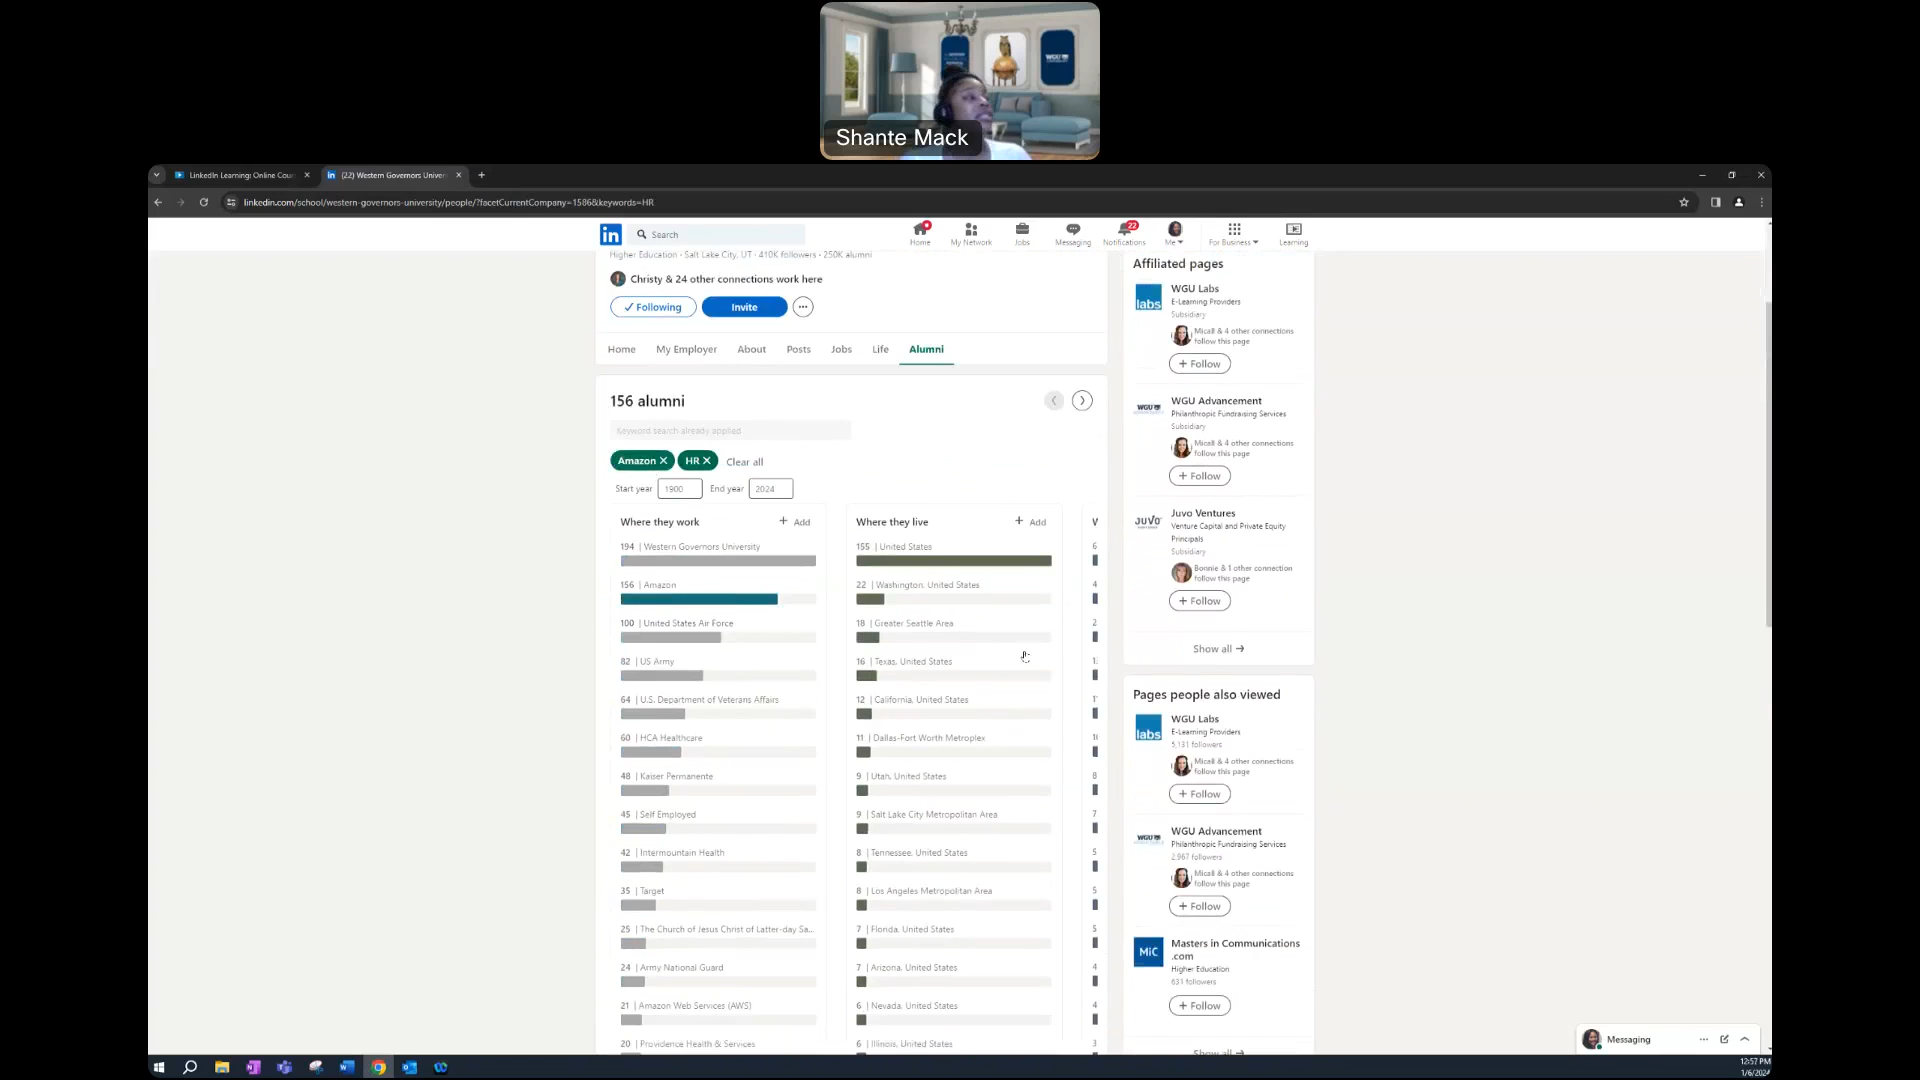 WGU
Shante Mack
LinkedIn Learning: Online Cou
(22) Western Governors Univer
linkedin.com/school/western-governors-university/people/?facetCurrentCompany=1586&keywords=HR
in
Search
Home
My Network
Jobs
Messaging
22
Notifications
Me
For Business
Learning
Higher Education · Salt Lake City, UT · 410K followers · 250K alumni
Christy & 24 other connections work here
Following
Invite
Home
My Employer
About
Posts
Jobs
Life
Alumni
156 alumni
Keyword search already applied
Amazon
HR
Clear all
Start year
1900
End year
2024
Where they work
+ Add
194 | Western Governors University
156 | Amazon
100 | United States Air Force
82 | US Army
64 | U.S. Department of Veterans Affairs
60 | HCA Healthcare
48 | Kaiser Permanente
45 | Self Employed
42 | Intermountain Health
35 | Target
25 | The Church of Jesus Christ of Latter-day Sa...
24 | Army National Guard
21 | Amazon Web Services (AWS)
20 | Providence Health & Services
Where they live
+ Add
155 | United States
22 | Washington, United States
18 | Greater Seattle Area
16 | Texas, United States
12 | California, United States
11 | Dallas-Fort Worth Metroplex
9 | Utah, United States
9 | Salt Lake City Metropolitan Area
8 | Tennessee, United States
8 | Los Angeles Metropolitan Area
7 | Florida, United States
7 | Arizona, United States
6 | Nevada, United States
6 | Illinois, United States
Affiliated pages
labs
WGU Labs
E-Learning Providers
Subsidiary
Micall & 4 other connections
follow this page
+ Follow
WGU
WGU Advancement
Philanthropic Fundraising Services
Subsidiary
Micall & 4 other connections
follow this page
+ Follow
JUVO
Juvo Ventures
Venture Capital and Private Equity
Principals
Subsidiary
Bonnie & 1 other connection
follow this page
+ Follow
Show all →
Pages people also viewed
labs
WGU Labs
E-Learning Providers
5,131 followers
Micall & 4 other connections
follow this page
+ Follow
WGU
WGU Advancement
Philanthropic Fundraising Services
2,967 followers
Micall & 4 other connections
follow this page
+ Follow
MiC
Masters in Communications
.com
Higher Education
631 followers
+ Follow
Show all →
Messaging
12:57 PM
1/6/2024